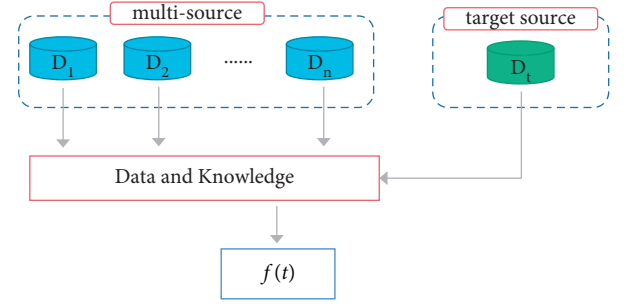 multi-source
target source
D1 D2 ...... Dn
Dt
Data and Knowledge
f(t)